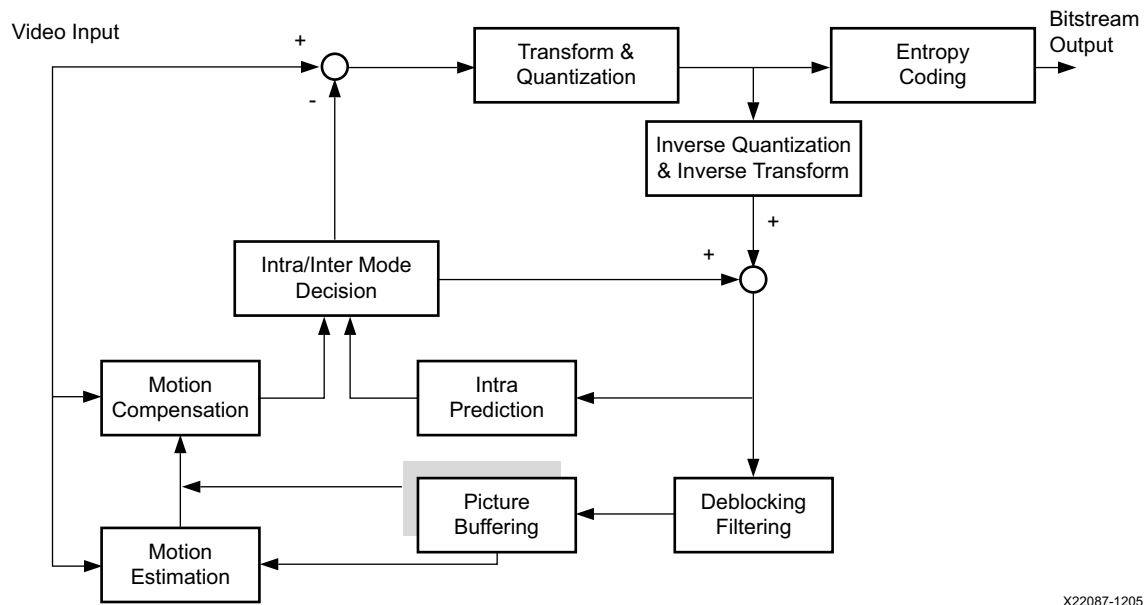 Video Input
Bitstream
Output
+
-
Transform &
Quantization
Entropy
Coding
Inverse Quantization
& Inverse Transform
+
+
Intra/Inter Mode
Decision
Motion
Compensation
Intra
Prediction
Picture
Buffering
Deblocking
Filtering
Motion
Estimation
X22087-1205